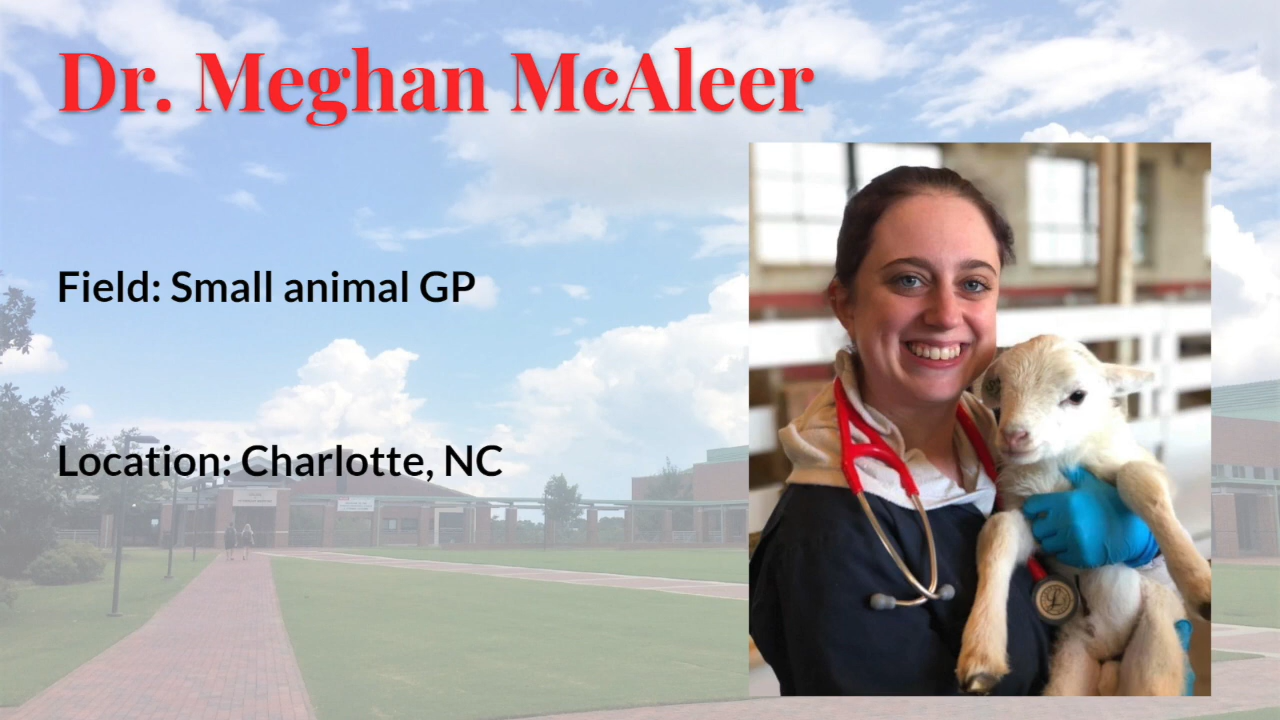 Dr. Meghan McAleer
Field: Small animal GP
Location: Charlotte, NC